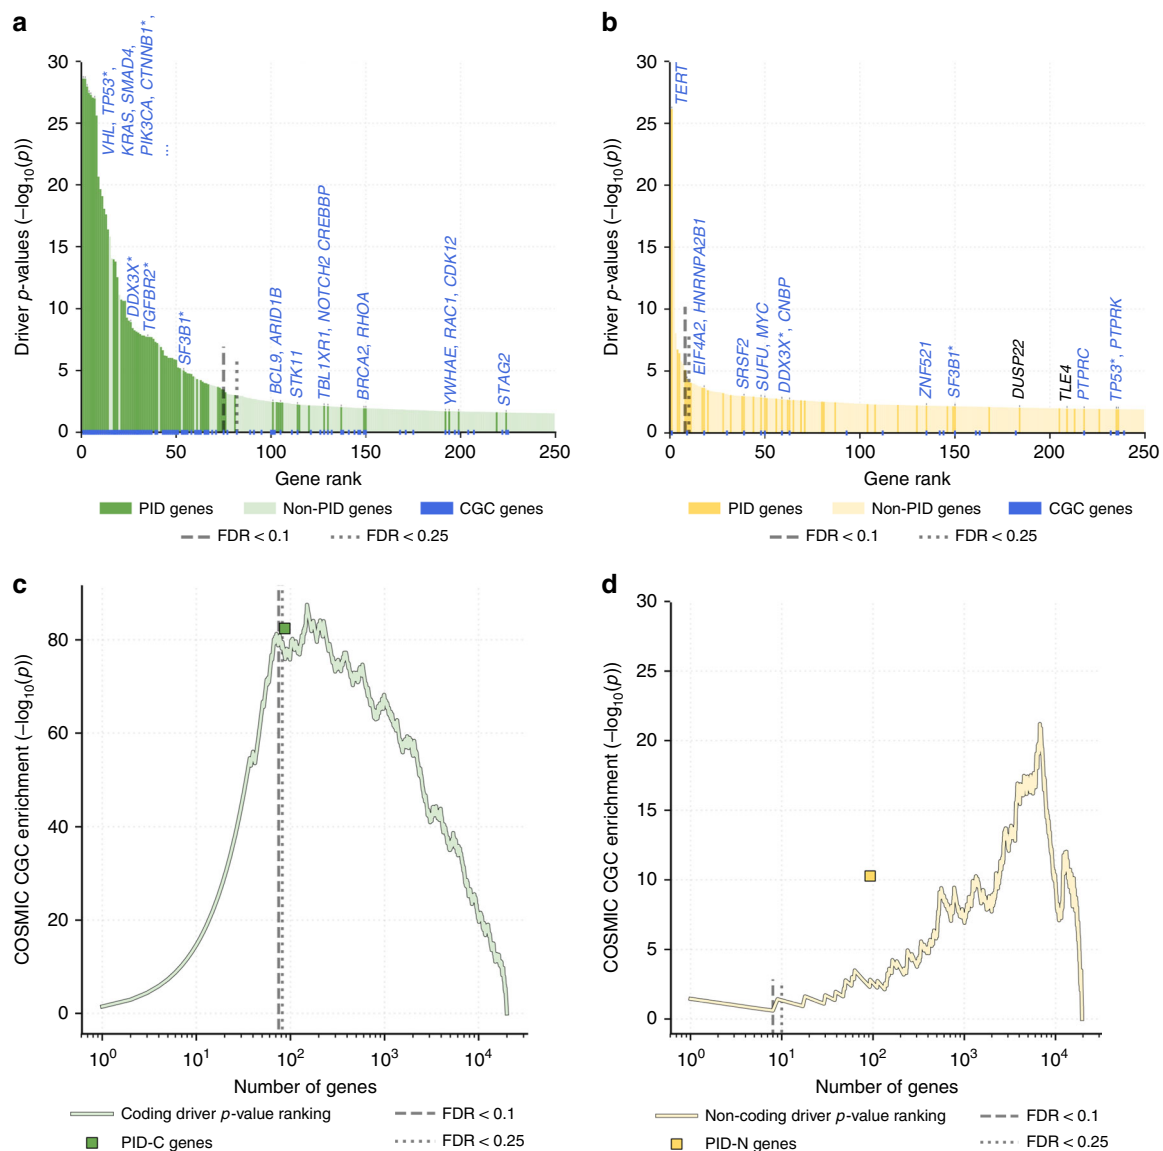 a
Driver p-values (–log10(p))
30
25
20
15
10
5
0
VHL, TP53*,
KRAS, SMAD4,
PIK3CA, CTNNB1*,
...
DDX3X*
TGFBR2*
SF3B1*
BCL9, ARID1B
STK11
TBL1XR1, NOTCH2 CREBBP
BRCA2, RHOA
YWHAE, RAC1, CDK12
STAG2
0 50 100 150 200 250
Gene rank
PID genes Non-PID genes CGC genes
FDR < 0.1 FDR < 0.25
b
Driver p-values (–log10(p))
30
25
20
15
10
5
0
TERT
EIF4A2, HNRNPA2B1
SRSF2
SUFU, MYC
DDX3X*, CNBP
ZNF521
SF3B1*
DUSP22
TLE4
PTPRC
TP53*, PTPRK
0 50 100 150 200 250
Gene rank
PID genes Non-PID genes CGC genes
FDR < 0.1 FDR < 0.25
c
COSMIC CGC enrichment (–log10(p))
80
60
40
20
0
10^0 10^1 10^2 10^3 10^4
Number of genes
Coding driver p-value ranking FDR < 0.1
PID-C genes FDR < 0.25
d
COSMIC CGC enrichment (–log10(p))
30
25
20
15
10
5
0
10^0 10^1 10^2 10^3 10^4
Number of genes
Non-coding driver p-value ranking FDR < 0.1
PID-N genes FDR < 0.25